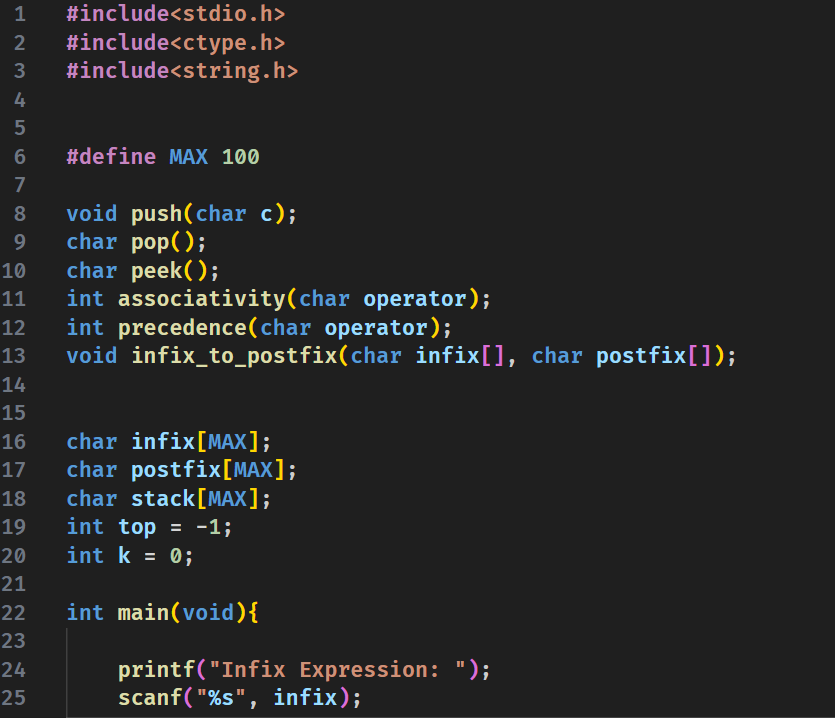 1 #include<stdio.h>
2 #include<ctype.h>
3 #include<string.h>
4
5
6 #define MAX 100
7
8 void push(char c);
9 char pop();
10 char peek();
11 int associativity(char operator);
12 int precedence(char operator);
13 void infix_to_postfix(char infix[], char postfix[]);
14
15
16 char infix[MAX];
17 char postfix[MAX];
18 char stack[MAX];
19 int top = -1;
20 int k = 0;
21
22 int main(void){
23
24     printf("Infix Expression: ");
25     scanf("%s", infix);